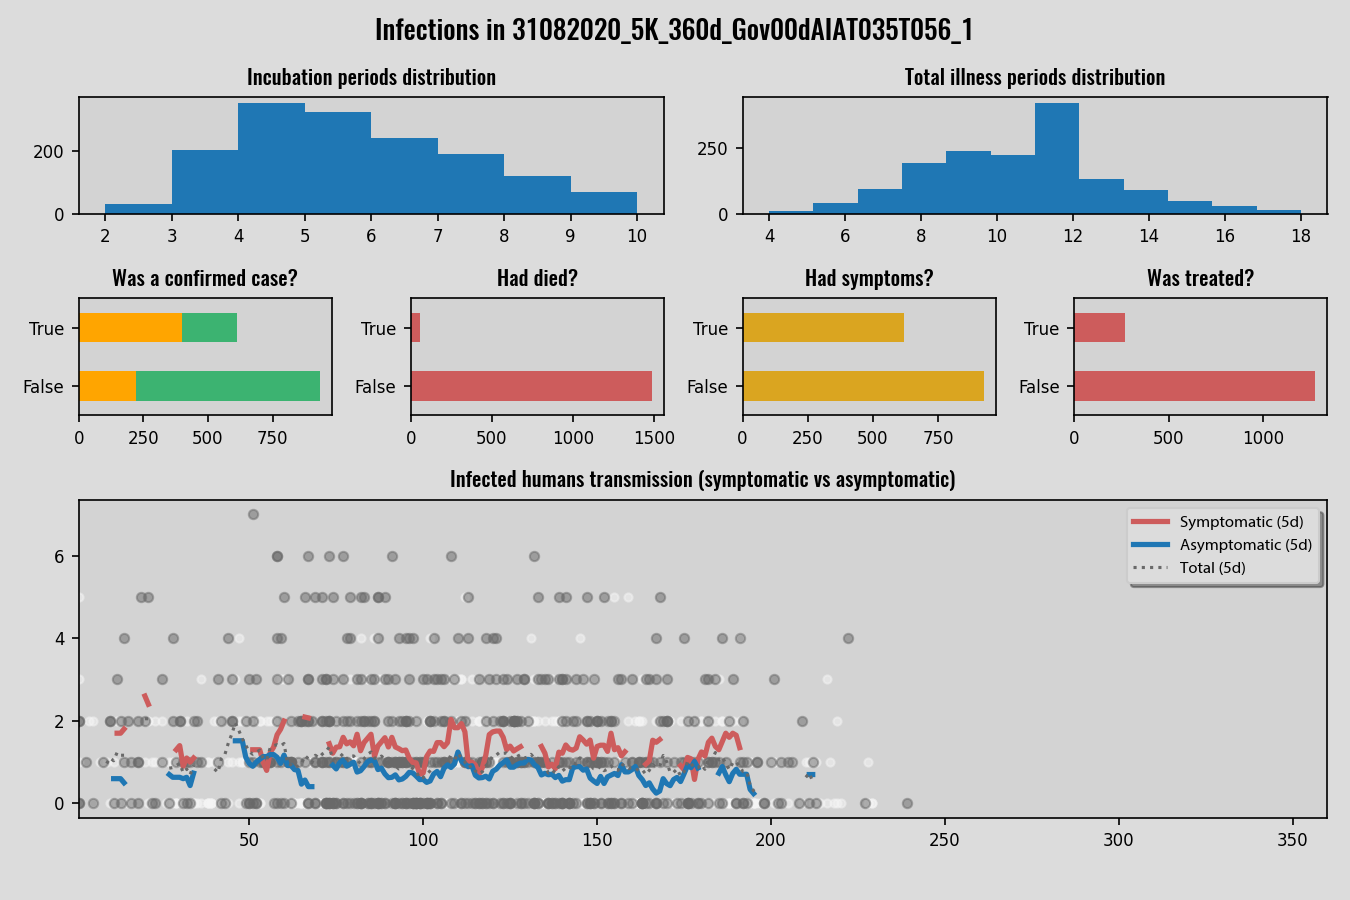 Infections in 31082020_5K_360d_Gov00dAIAT035T056_1
Incubation periods distribution
Total illness periods distribution
200
0
2 3 4 5 6 7 8 9 10
250
0
4 6 8 10 12 14 16 18
Was a confirmed case?
Had died?
Had symptoms?
Was treated?
True
False
0 250 500 750
True
False
0 500 1000 1500
True
False
0 250 500 750
True
False
0 500 1000
Infected humans transmission (symptomatic vs asymptomatic)
Symptomatic (5d)
Asymptomatic (5d)
Total (5d)
6
4
2
0
50 100 150 200 250 300 350